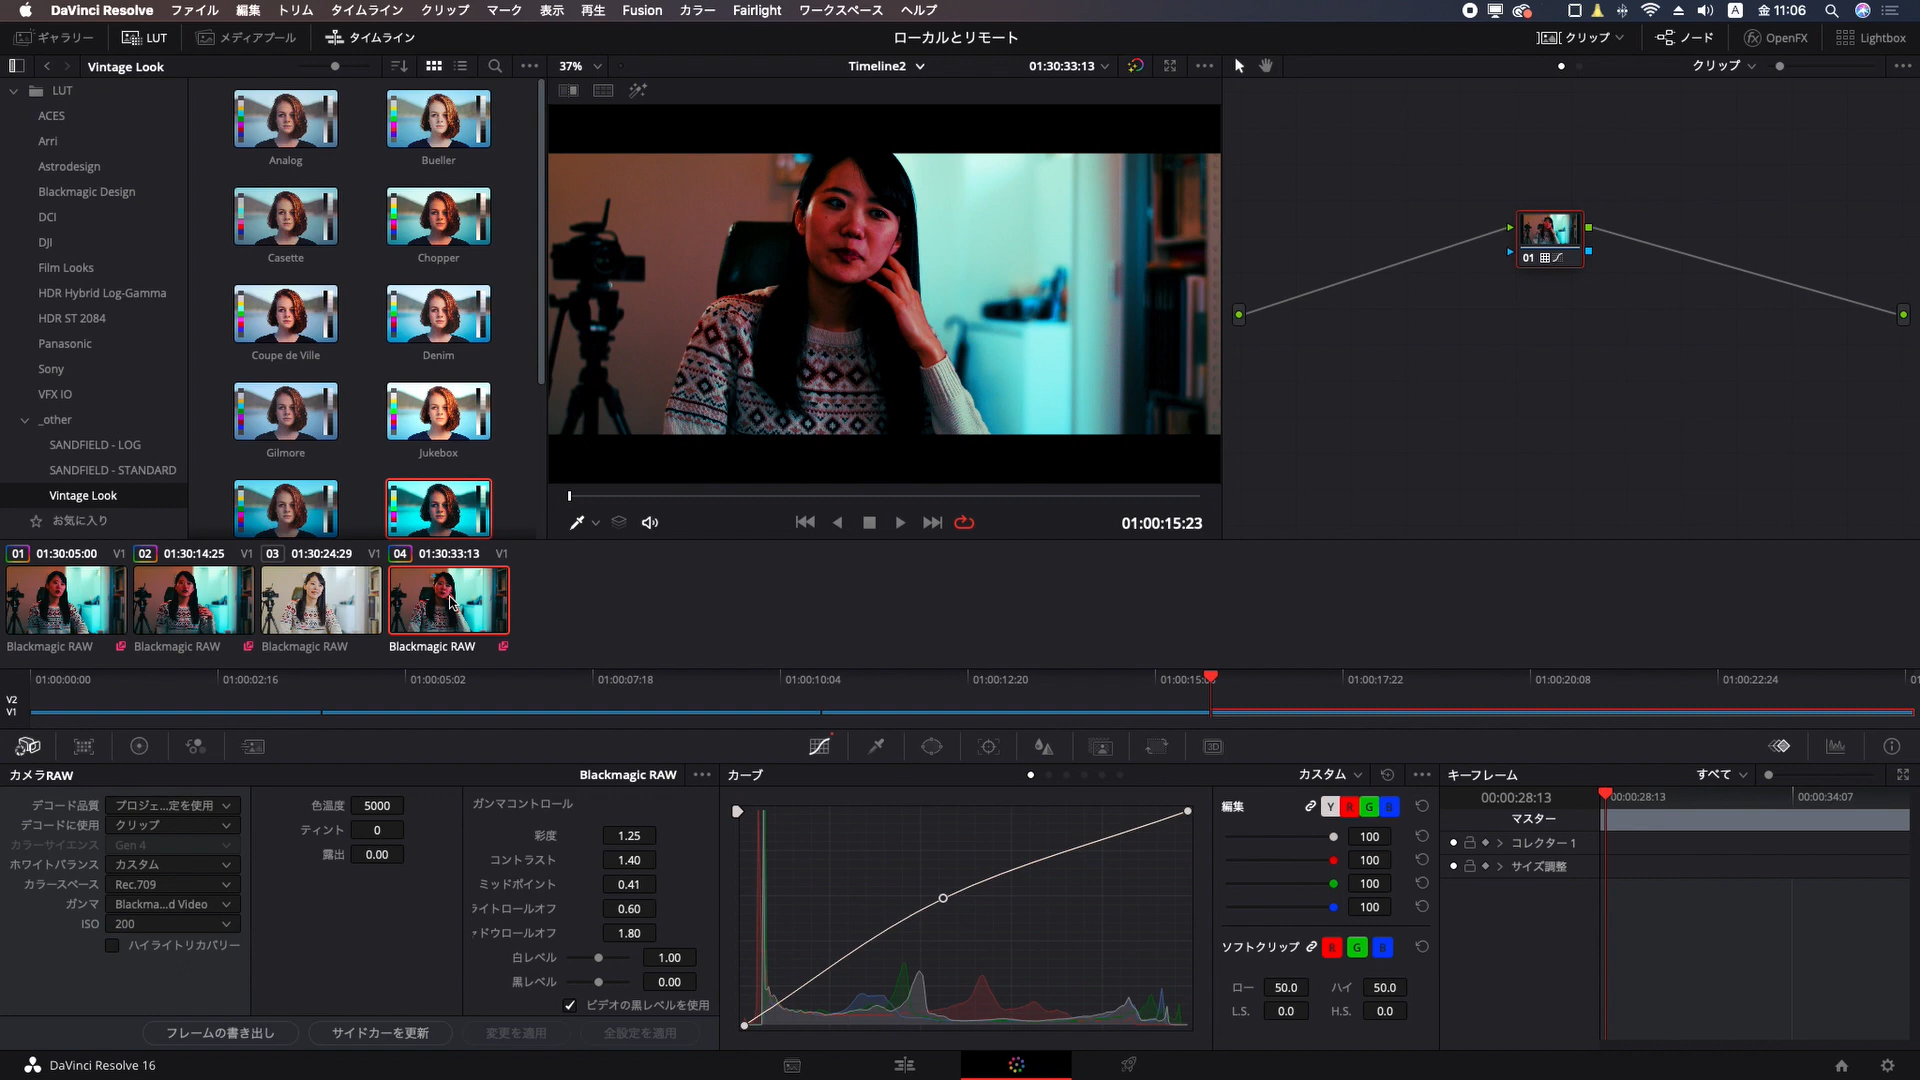 DaVinci Resolve ファイル 編集 トリム タイムライン クリップ マーク 表示 再生 Fusion カラー Fairlight ワークスペース ヘルプ A 金 11:06
ギャラリー LUT メディアプール タイムライン ローカルとリモート クリップ ノード OpenFX Lightbox
Vintage Look 37% Timeline2 01:30:33:13 クリップ
LUT
ACES
Arri
Astrodesign
Blackmagic Design
DCI
DJI
Film Looks
HDR Hybrid Log-Gamma
HDR ST 2084
Panasonic
Sony
VFX IO
_other
SANDFIELD - LOG
SANDFIELD - STANDARD
Vintage Look
お気に入り
Analog Bueller
Casette Chopper
Coupe de Ville Denim
Gilmore Jukebox
01
01:00:15:23
01 01:30:05:00 V1 02 01:30:14:25 V1 03 01:30:24:29 V1 04 01:30:33:13 V1
Blackmagic RAW Blackmagic RAW Blackmagic RAW Blackmagic RAW
01:00:00:00 01:00:02:16 01:00:05:02 01:00:07:18 01:00:10:04 01:00:12:20 01:00:17:22 01:00:20:08 01:00:22:24
V2
V1
3D
カメラRAW Blackmagic RAW
デコード品質 プロジェ...定を使用
デコードに使用 クリップ
カラーサイエンス Gen 4
ホワイトバランス カスタム
カラースペース Rec.709
ガンマ Blackma...d Video
ISO 200
ハイライトリカバリー
色温度 5000
ティント 0
露出 0.00
ガンマコントロール
彩度 1.25
コントラスト 1.40
ミッドポイント 0.41
ライトロールオフ 0.60
ドウロールオフ 1.80
白レベル 1.00
黒レベル 0.00
ビデオの黒レベルを使用
フレームの書き出し サイドカーを更新 変更を適用 全設定を適用
カーブ カスタム
編集 Y R G B
100
100
100
100
ソフトクリップ R G B
ロー 50.0 ハイ 50.0
L.S. 0.0 H.S. 0.0
キーフレーム すべて
00:00:28:13 00:00:28:13 00:00:34:07
マスター
コレクター 1
サイズ調整
DaVinci Resolve 16